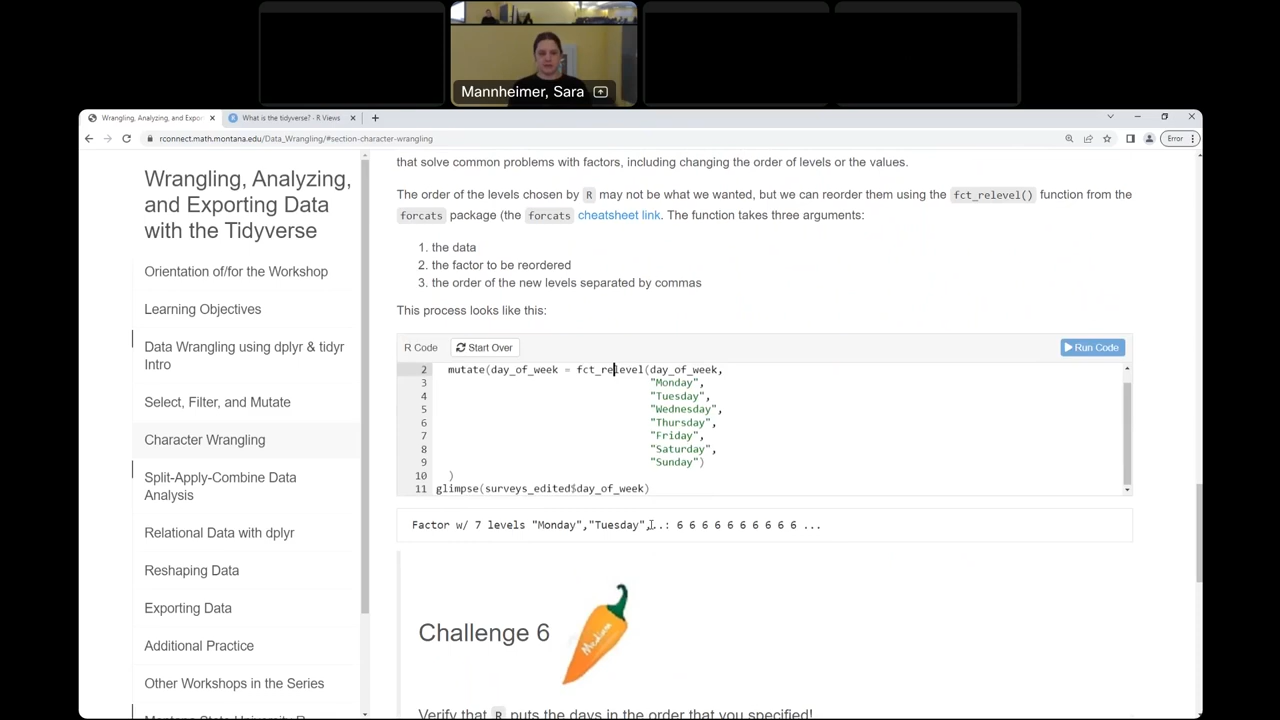 Mannheimer, Sara
Wrangling, Analyzing, and Expor
What is the tidyverse? · R Views
rconnect.math.montana.edu/Data_Wrangling/#section-character-wrangling
Error
Wrangling, Analyzing,
and Exporting Data
with the Tidyverse
Orientation of/for the Workshop
Learning Objectives
Data Wrangling using dplyr & tidyr
Intro
Select, Filter, and Mutate
Character Wrangling
Split-Apply-Combine Data
Analysis
Relational Data with dplyr
Reshaping Data
Exporting Data
Additional Practice
Other Workshops in the Series
Montana State University R
that solve common problems with factors, including changing the order of levels or the values.
The order of the levels chosen by R may not be what we wanted, but we can reorder them using the fct_relevel() function from the
forcats package (the forcats cheatsheet link. The function takes three arguments:
1. the data
2. the factor to be reordered
3. the order of the new levels separated by commas
This process looks like this:
R Code Start Over Run Code
2 mutate(day_of_week = fct_relevel(day_of_week,
3 "Monday",
4 "Tuesday",
5 "Wednesday",
6 "Thursday",
7 "Friday",
8 "Saturday",
9 "Sunday")
10 )
11 glimpse(surveys_edited$day_of_week)
Factor w/ 7 levels "Monday","Tuesday",..: 6 6 6 6 6 6 6 6 6 6 ...
Challenge 6
Medium
Verify that R puts the days in the order that you specified!